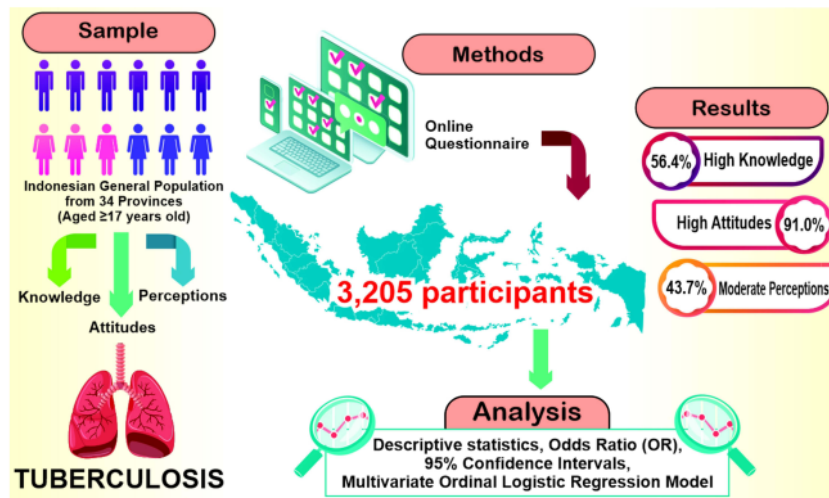 Sample
Indonesian General Population
from 34 Provinces
(Aged ≥17 years old)
Knowledge
Perceptions
Attitudes
TUBERCULOSIS
Methods
Online
Questionnaire
3,205 participants
Analysis
Descriptive statistics, Odds Ratio (OR),
95% Confidence Intervals,
Multivariate Ordinal Logistic Regression Model
Results
56.4% High Knowledge
High Attitudes 91.0%
43.7% Moderate Perceptions